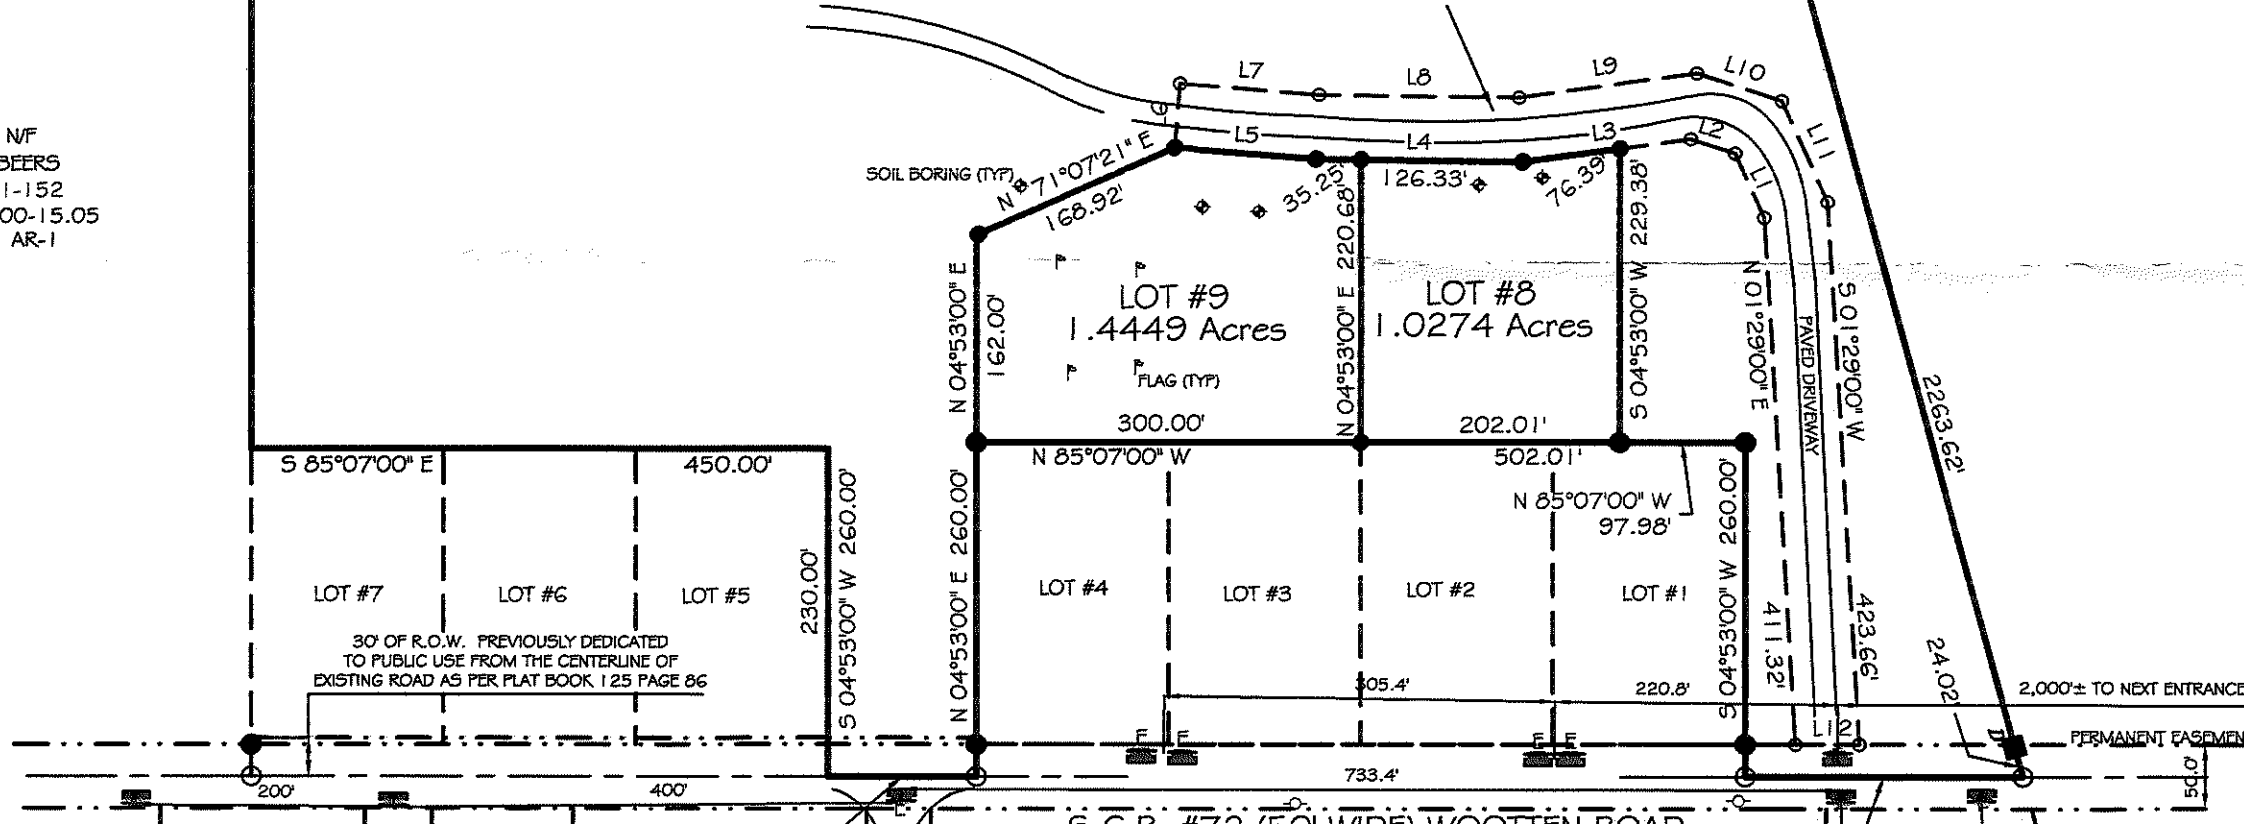 N/F
BEERS
1-152
00-15.05
AR-1
L7
L8
L9
L10
L11
L5
L4
L3
L2
L1
SOIL BORING (TYP)
N 71°07'21" E
168.92'
35.25'
126.33'
76.39'
N 04°53'00" E
162.00'
N 04°53'00" E 220.68'
S 04°53'00" W 229.38'
LOT #9
1.4449 Acres
LOT #8
1.0274 Acres
FLAG (TYP)
N 01°29'00" E
411.32'
PAVED DRIVEWAY
S 01°29'00" W
423.66'
2263.62'
24.02'
300.00'
202.01'
N 85°07'00" W
502.01'
N 85°07'00" W
97.98'
S 85°07'00" E
450.00'
230.00'
S 04°53'00" W 260.00'
N 04°53'00" E 260.00'
S 04°53'00" W 260.00'
LOT #7
LOT #6
LOT #5
LOT #4
LOT #3
LOT #2
LOT #1
30' OF R.O.W. PREVIOUSLY DEDICATED
TO PUBLIC USE FROM THE CENTERLINE OF
EXISTING ROAD AS PER PLAT BOOK 125 PAGE 86
305.4'
220.8'
2,000'± TO NEXT ENTRANCE
L12
E
E
E
E
D
PERMANENT EASEMEN
200'
400'
733.4'
50.0'
S.C.R. #72 (50' WIDE) WOOTTEN ROAD